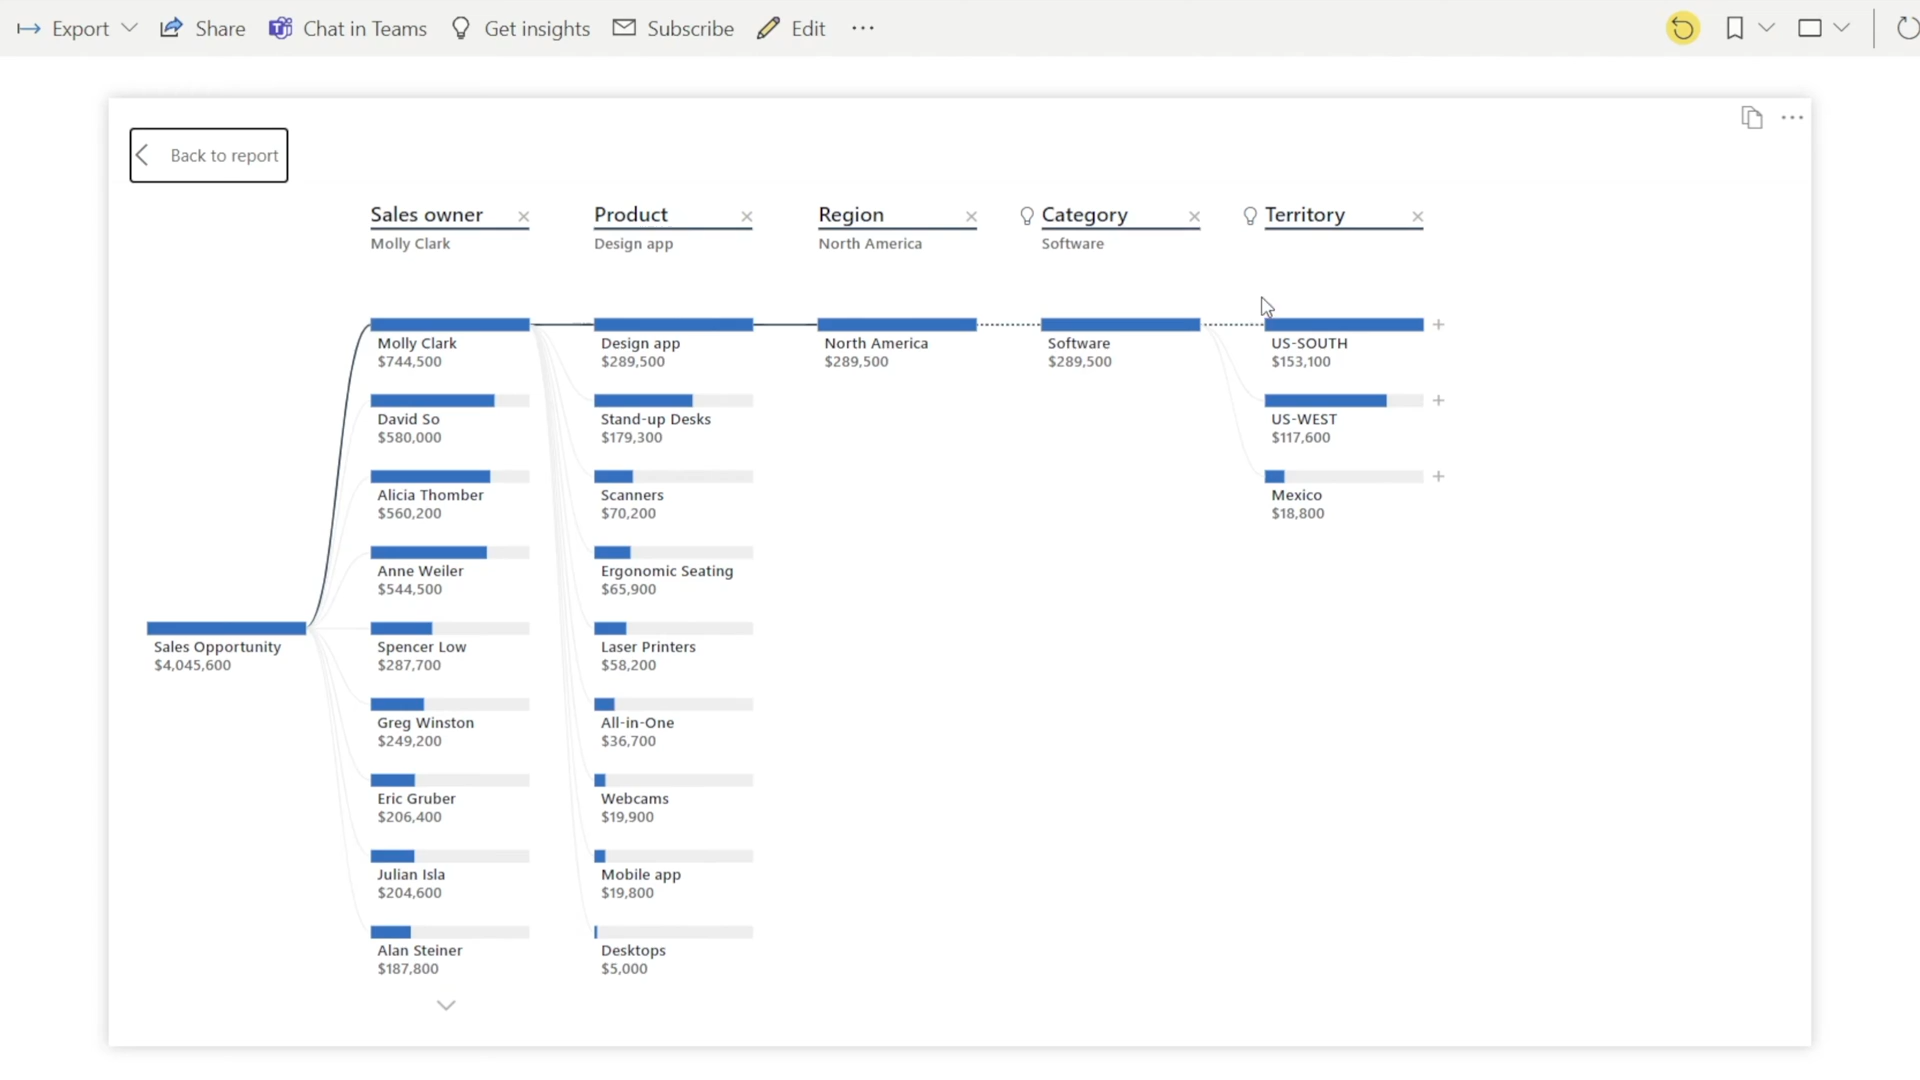 Export
Share
Chat in Teams
Get insights
Subscribe
Edit
Back to report
Sales owner
Molly Clark
Product
Design app
Region
North America
Category
Software
Territory
Sales Opportunity
$4,045,600
Molly Clark
$744,500
David So
$580,000
Alicia Thomber
$560,200
Anne Weiler
$544,500
Spencer Low
$287,700
Greg Winston
$249,200
Eric Gruber
$206,400
Julian Isla
$204,600
Alan Steiner
$187,800
Design app
$289,500
Stand-up Desks
$179,300
Scanners
$70,200
Ergonomic Seating
$65,900
Laser Printers
$58,200
All-in-One
$36,700
Webcams
$19,900
Mobile app
$19,800
Desktops
$5,000
North America
$289,500
Software
$289,500
US-SOUTH
$153,100
US-WEST
$117,600
Mexico
$18,800